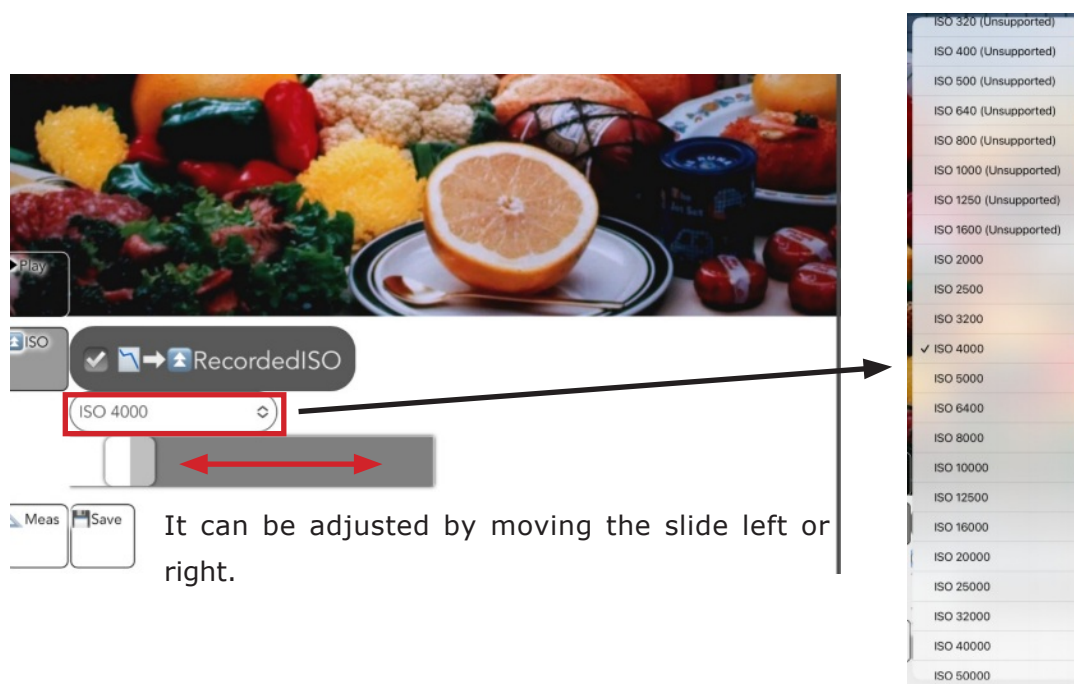 Play
ISO
RecordedISO
ISO 4000
Meas
Save
It can be adjusted by moving the slide left or
right.
ISO 320 (Unsupported)
ISO 400 (Unsupported)
ISO 500 (Unsupported)
ISO 640 (Unsupported)
ISO 800 (Unsupported)
ISO 1000 (Unsupported)
ISO 1250 (Unsupported)
ISO 1600 (Unsupported)
ISO 2000
ISO 2500
ISO 3200
✓ ISO 4000
ISO 5000
ISO 6400
ISO 8000
ISO 10000
ISO 12500
ISO 16000
ISO 20000
ISO 25000
ISO 32000
ISO 40000
ISO 50000